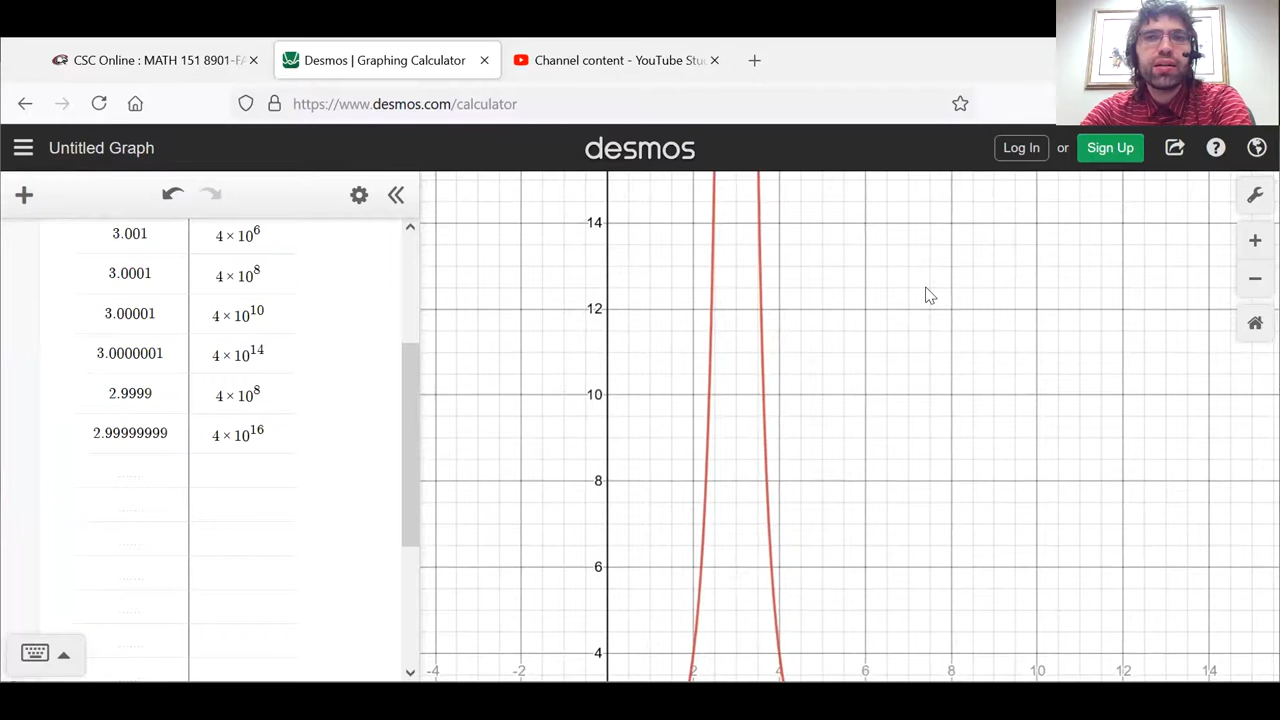 CSC Online : MATH 151 8901-FA
Desmos | Graphing Calculator
Channel content - YouTube Stu
https://www.desmos.com/calculator
Untitled Graph
desmos
Log In or Sign Up
3.001 4 × 10^6
3.0001 4 × 10^8
3.00001 4 × 10^10
3.0000001 4 × 10^14
2.9999 4 × 10^8
2.99999999 4 × 10^16
14
12
10
8
6
4
-4 -2 2 4 6 8 10 12 14